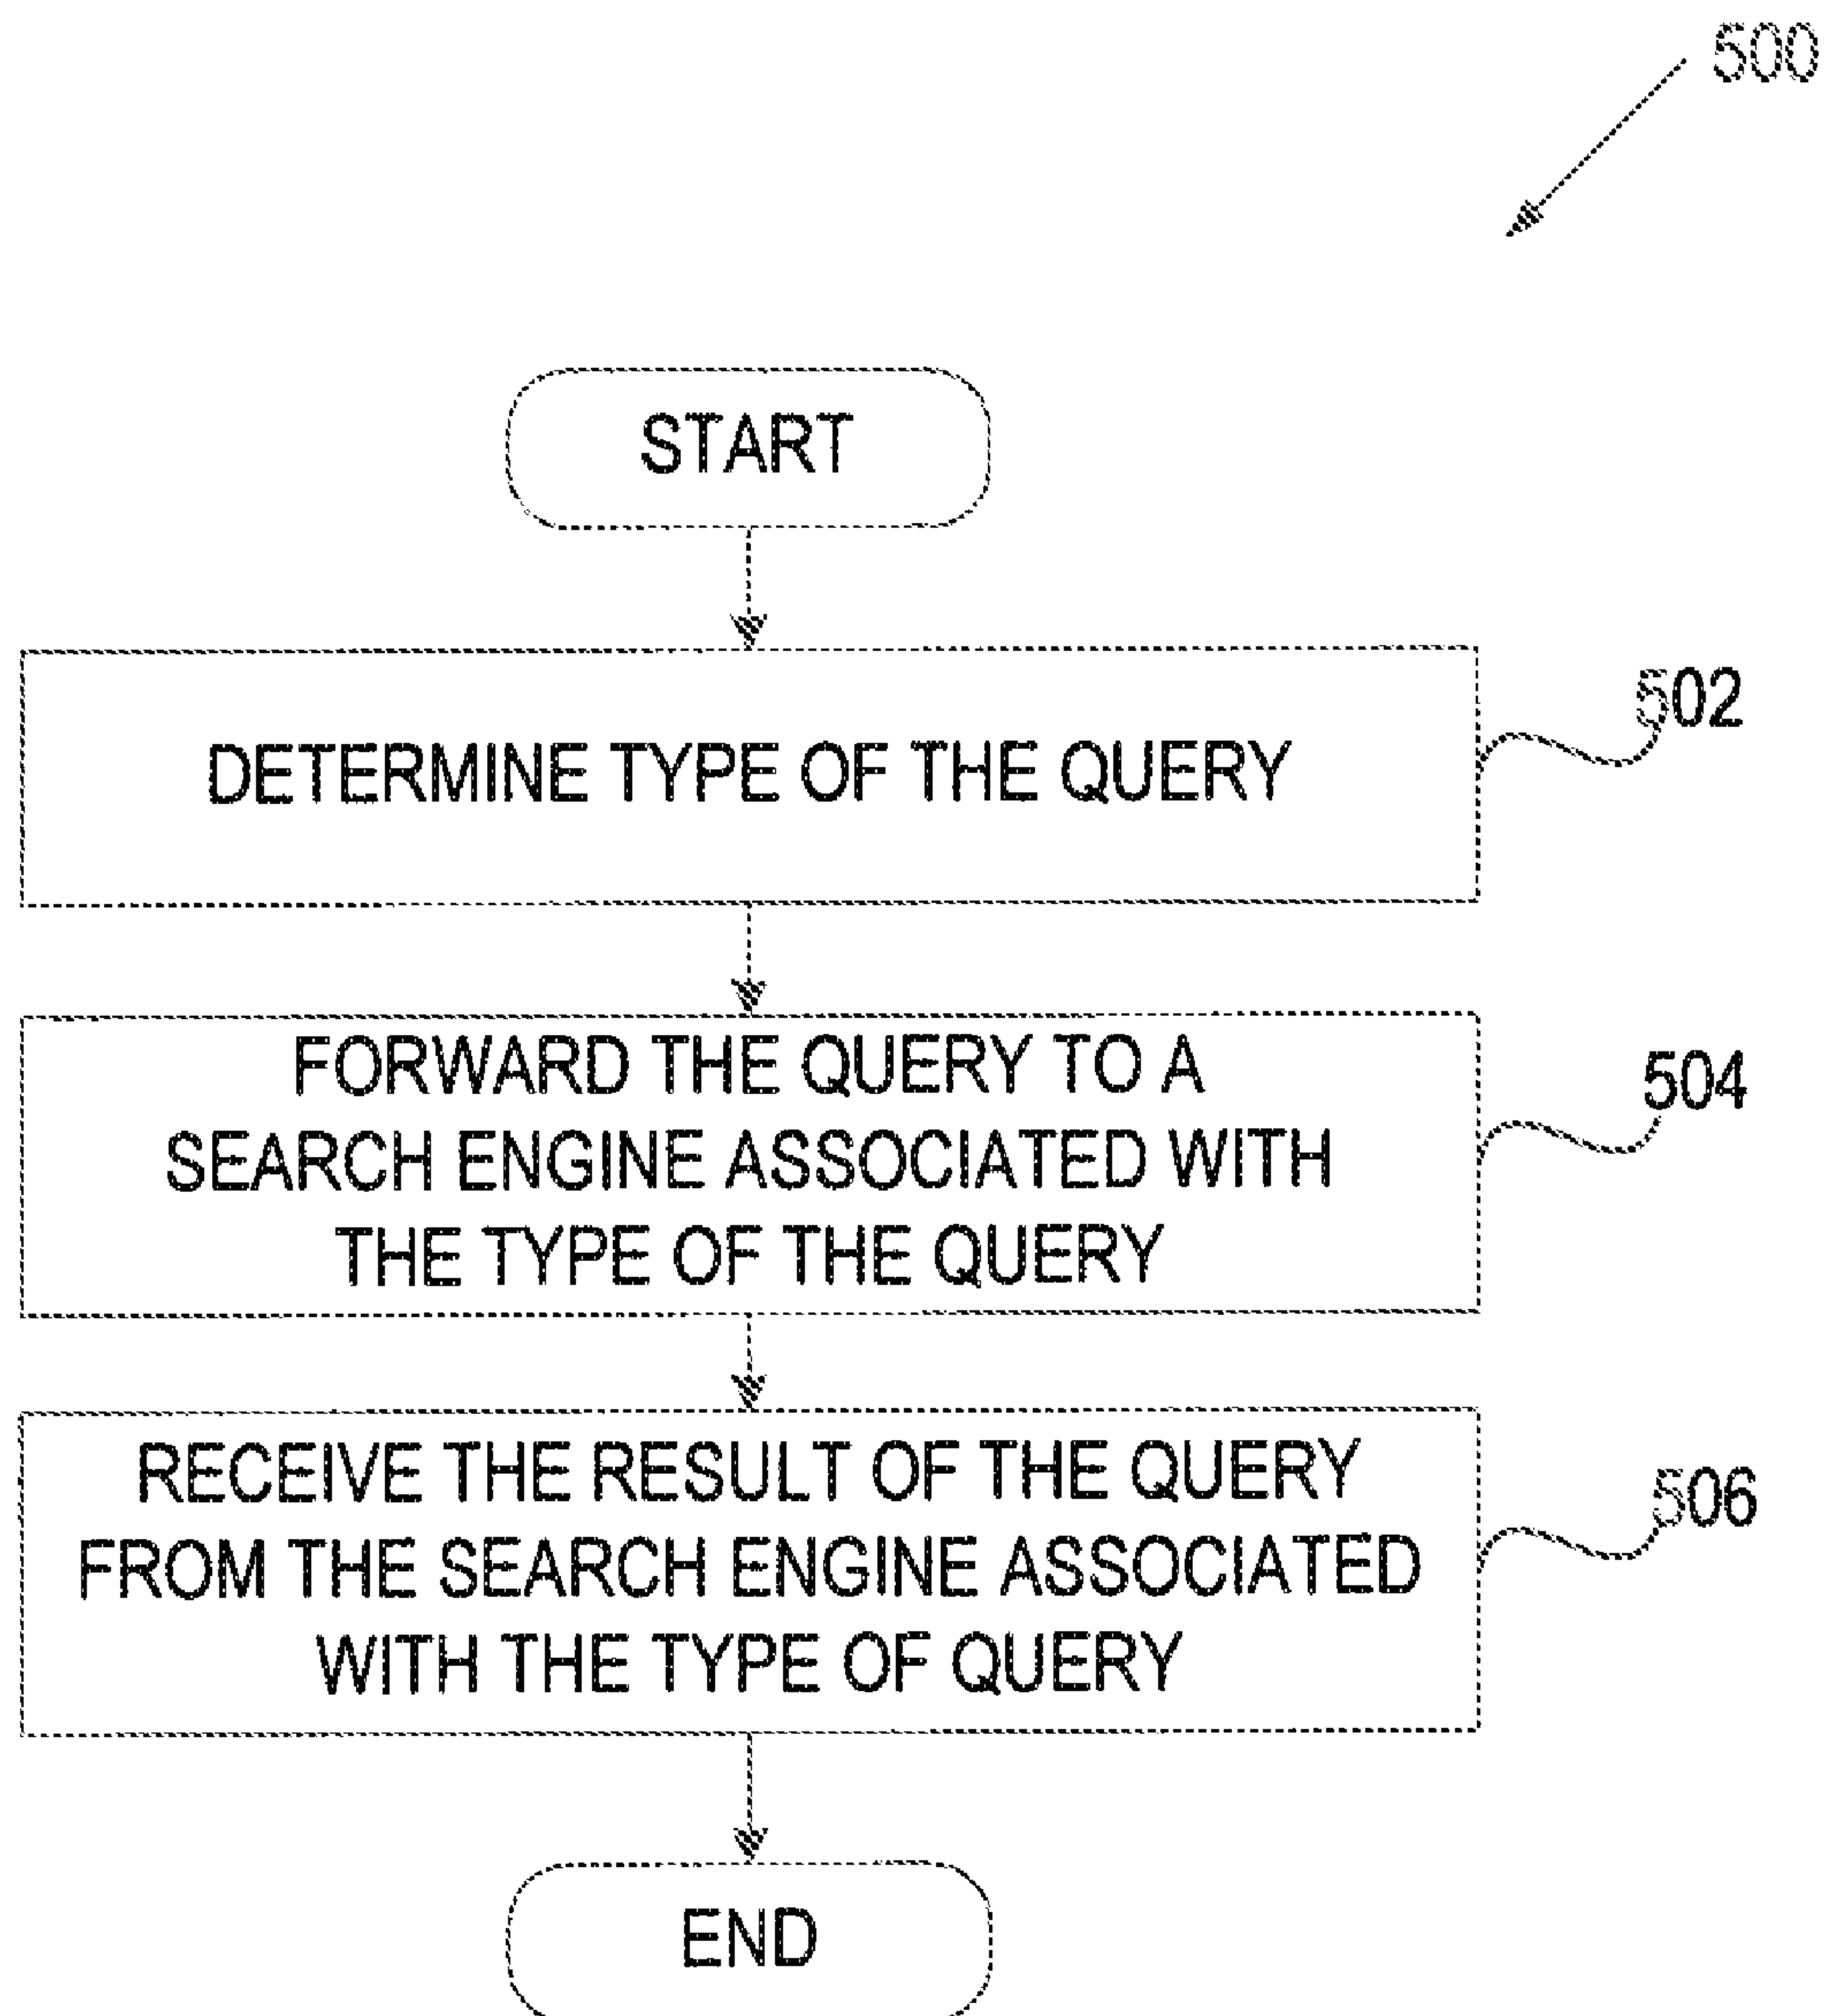 500
START
DETERMINE TYPE OF THE QUERY
502
FORWARD THE QUERY TO A
SEARCH ENGINE ASSOCIATED WITH
THE TYPE OF THE QUERY
504
RECEIVE THE RESULT OF THE QUERY
FROM THE SEARCH ENGINE ASSOCIATED
WITH THE TYPE OF QUERY
506
END